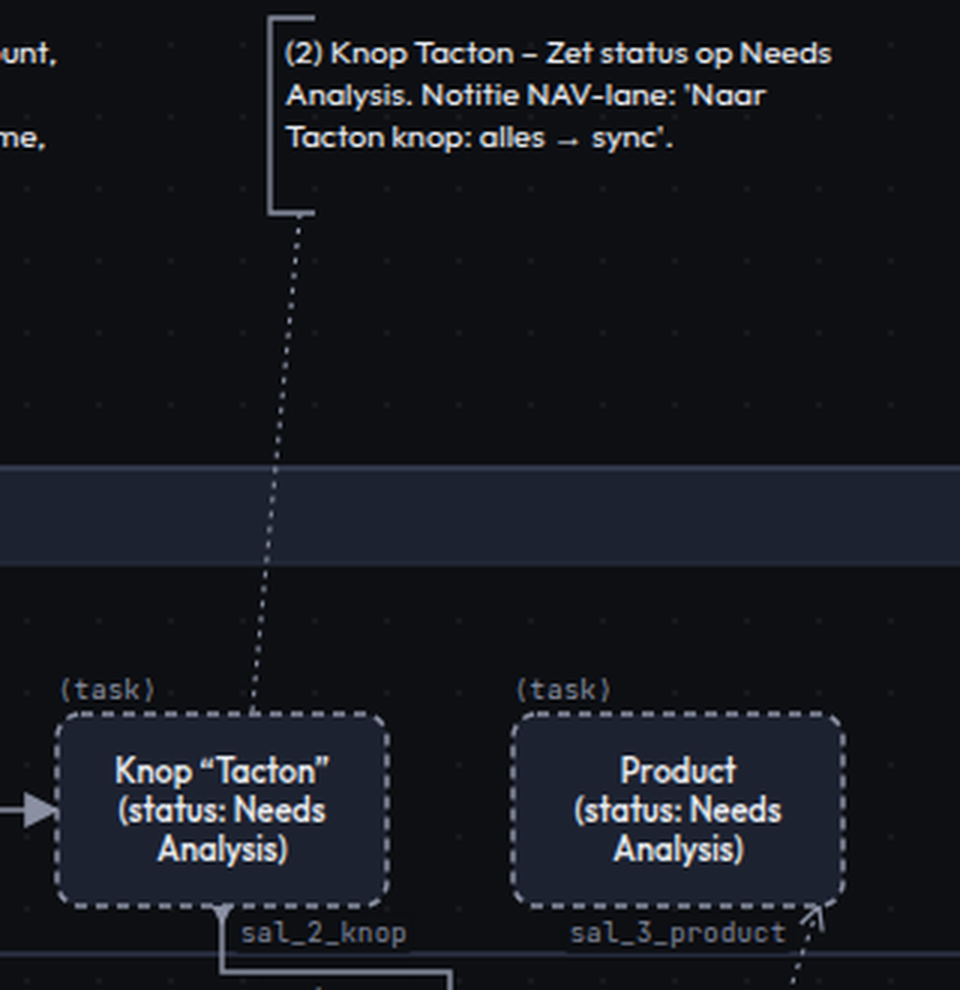 ount,
me,
(2) Knop Tacton – Zet status op Needs
Analysis. Notitie NAV-lane: 'Naar
Tacton knop: alles → sync'.
(task)
Knop “Tacton”
(status: Needs
Analysis)
sal_2_knop
(task)
Product
(status: Needs
Analysis)
sal_3_product